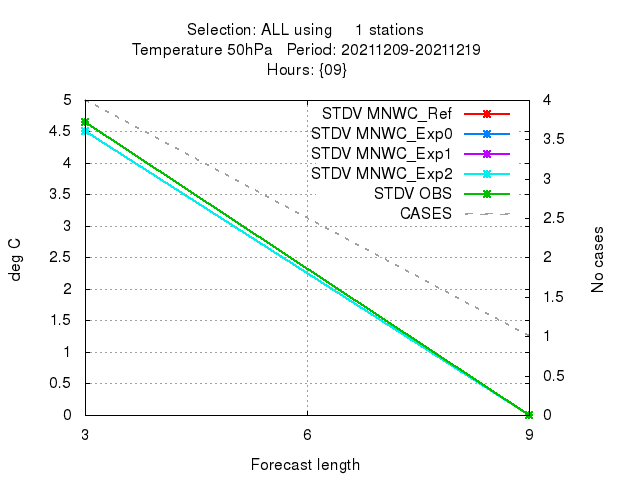 Selection: ALL using 1 stations
Temperature 50hPa Period: 20211209-20211219
Hours: {09}
STDV MNWC_Ref
STDV MNWC_Exp0
STDV MNWC_Exp1
STDV MNWC_Exp2
STDV OBS
CASES
deg C
5
4.5
4
3.5
3
2.5
2
1.5
1
0.5
0
No cases
4
3.5
3
2.5
2
1.5
1
0.5
0
3 6 9
Forecast length